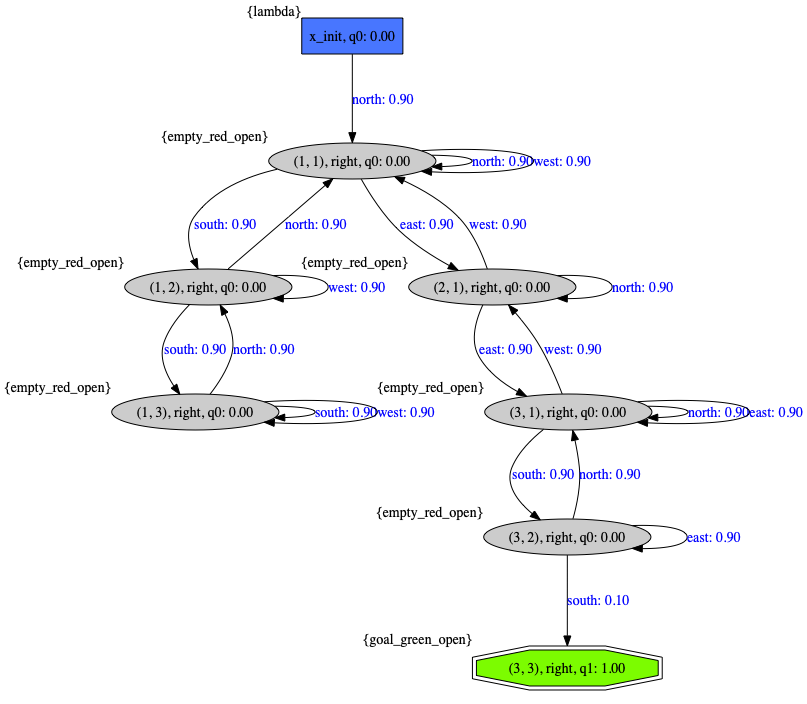 {lambda}
x_init, q0: 0.00
north: 0.90
{empty_red_open}
(1, 1), right, q0: 0.00
north: 0.90
west: 0.90
south: 0.90
north: 0.90
east: 0.90
west: 0.90
{empty_red_open}
(1, 2), right, q0: 0.00
west: 0.90
{empty_red_open}
(2, 1), right, q0: 0.00
north: 0.90
south: 0.90
north: 0.90
east: 0.90
west: 0.90
{empty_red_open}
(1, 3), right, q0: 0.00
south: 0.90
west: 0.90
{empty_red_open}
(3, 1), right, q0: 0.00
north: 0.90
east: 0.90
south: 0.90
north: 0.90
{empty_red_open}
(3, 2), right, q0: 0.00
east: 0.90
south: 0.10
{goal_green_open}
(3, 3), right, q1: 1.00